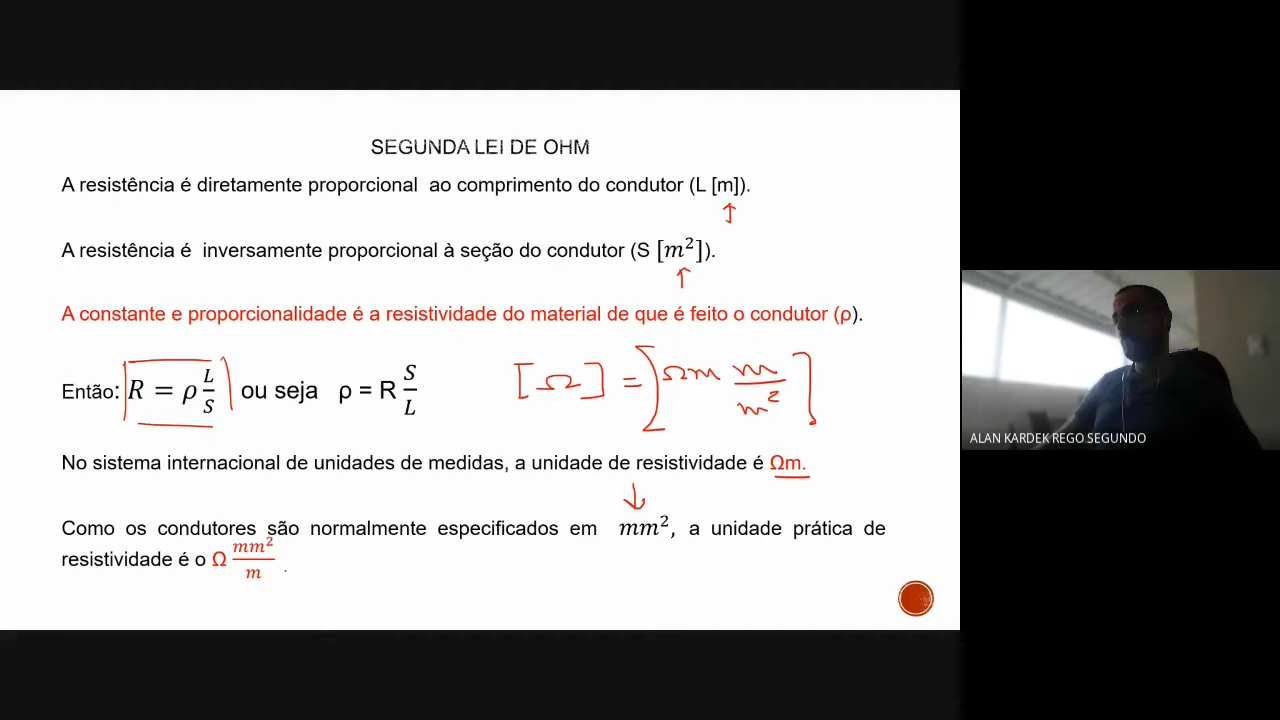 SEGUNDA LEI DE OHM
A resistência é diretamente proporcional ao comprimento do condutor (L [m]).
A resistência é inversamente proporcional à seção do condutor (S [m²]).
A constante e proporcionalidade é a resistividade do material de que é feito o condutor (ρ).
Então: R = ρ L/S ou seja ρ = R S/L [Ω] = [Ωm m/m²]
No sistema internacional de unidades de medidas, a unidade de resistividade é Ωm.
Como os condutores são normalmente especificados em mm², a unidade prática de
resistividade é o Ω mm²/m .
ALAN KARDEK REGO SEGUNDO